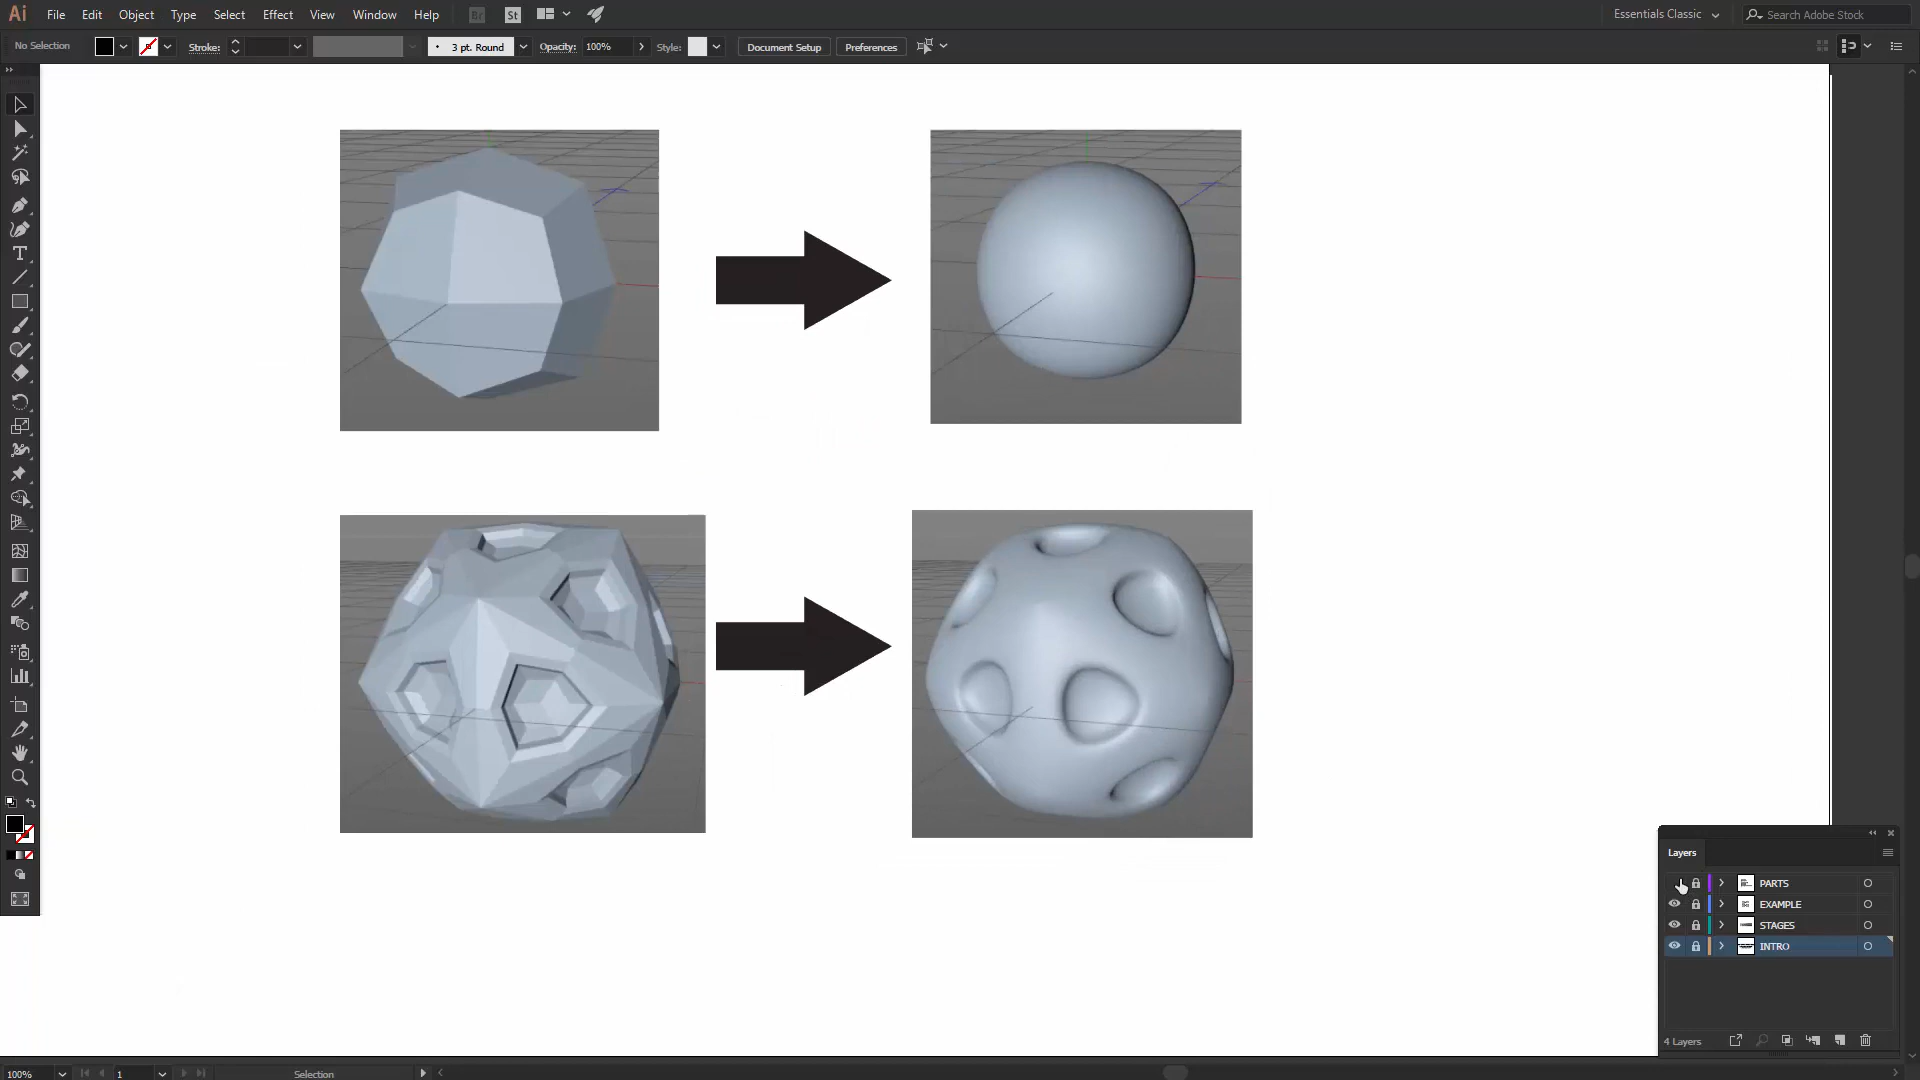 Ai File Edit Object Type Select Effect View Window Help Br St Essentials Classic Search Adobe Stock
No Selection Stroke: 3 pt. Round Opacity: 100% Style: Document Setup Preferences
Layers
PARTS
EXAMPLE
STAGES
INTRO
4 Layers
100% 1 Selection